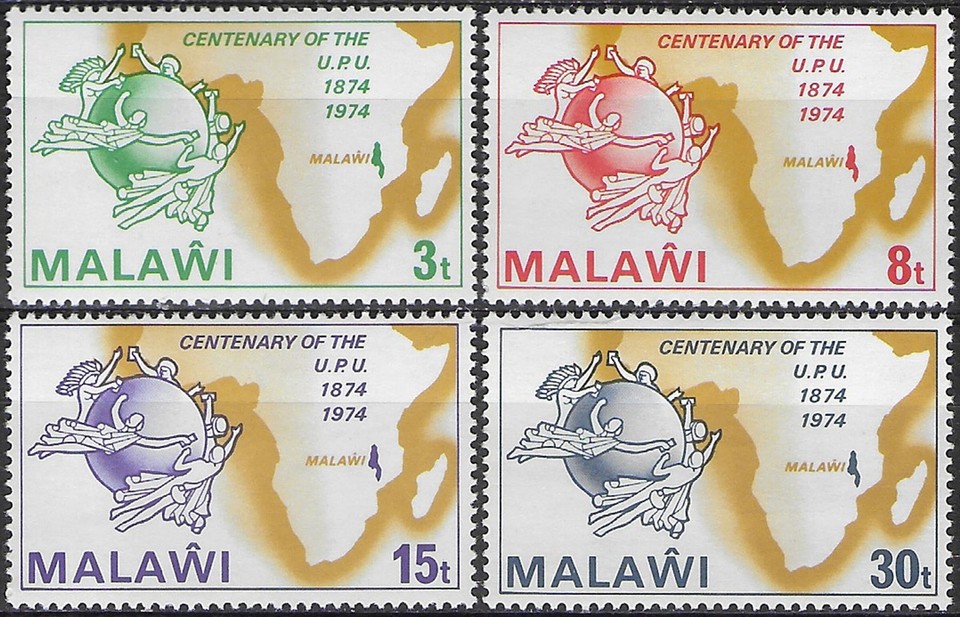 CENTENARY OF THE
U.P.U.
1874
1974
MALAŴI
MALAŴI 3t
CENTENARY OF THE
U.P.U.
1874
1974
MALAŴI
MALAŴI 8t
CENTENARY OF THE
U.P.U.
1874
1974
MALAŴI
MALAŴI 15t
CENTENARY OF THE
U.P.U.
1874
1974
MALAŴI
MALAŴI 30t